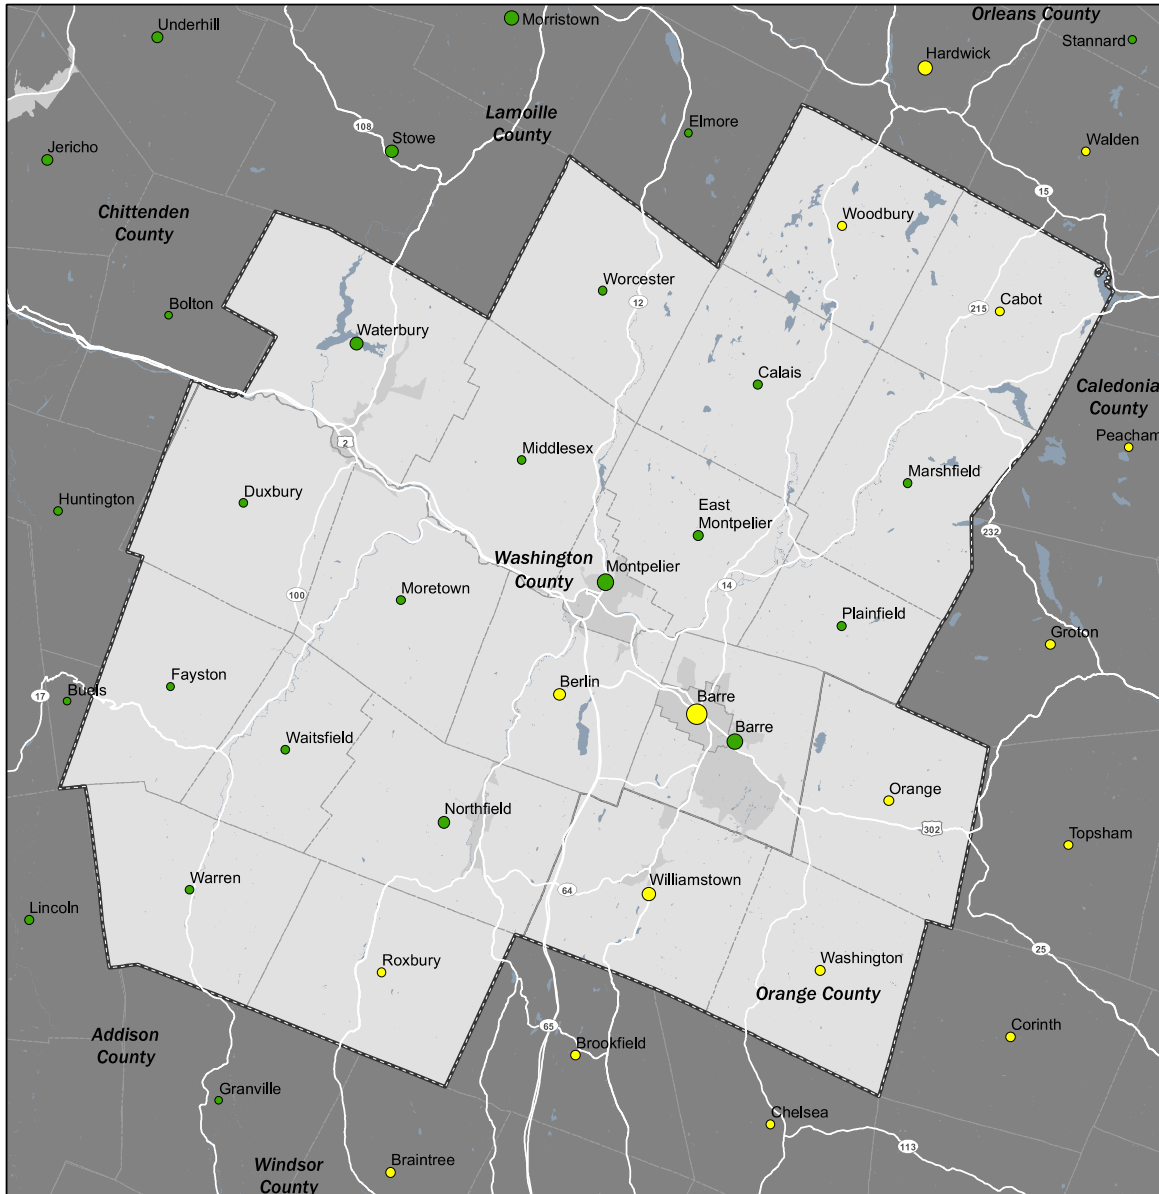 Orleans County
Underhill
Morristown
Stannard
Hardwick
Lamoille
County
108
Elmore
Stowe
Walden
Jericho
15
Chittenden
County
Woodbury
Worcester
12
Bolton
Cabot
215
Waterbury
Calais
Caledonia
County
Peacham
2
Middlesex
Marshfield
Duxbury
Huntington
East
Montpelier
232
Washington
County
Montpelier
14
100
Moretown
Plainfield
Groton
Fayston
Buels
17
Berlin
Barre
Barre
Waitsfield
Orange
Northfield
302
Topsham
Warren
64
Williamstown
Lincoln
25
Roxbury
Washington
Orange County
65
Addison
County
Corinth
Brookfield
Granville
Chelsea
113
Windsor
County
Braintree